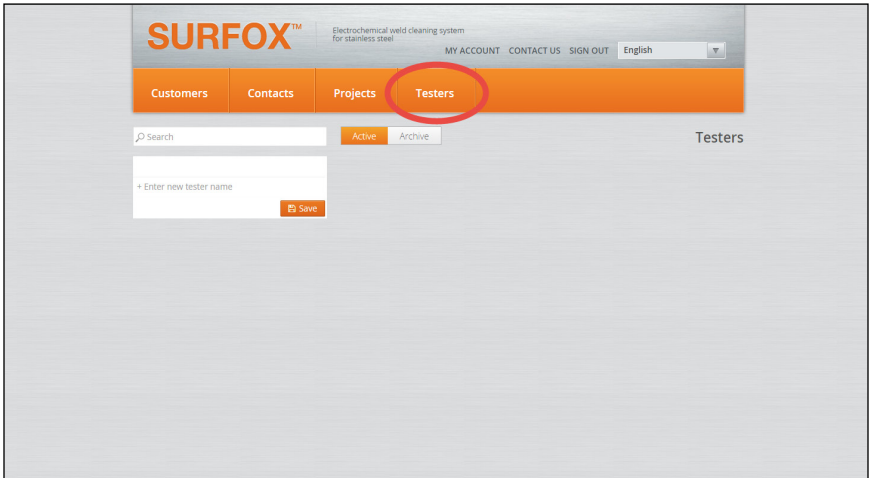 SURFOX™
Electrochemical weld cleaning system
for stainless steel
MY ACCOUNT CONTACT US SIGN OUT English
Customers Contacts Projects Testers
Search Active Archive Testers
+ Enter new tester name
Save